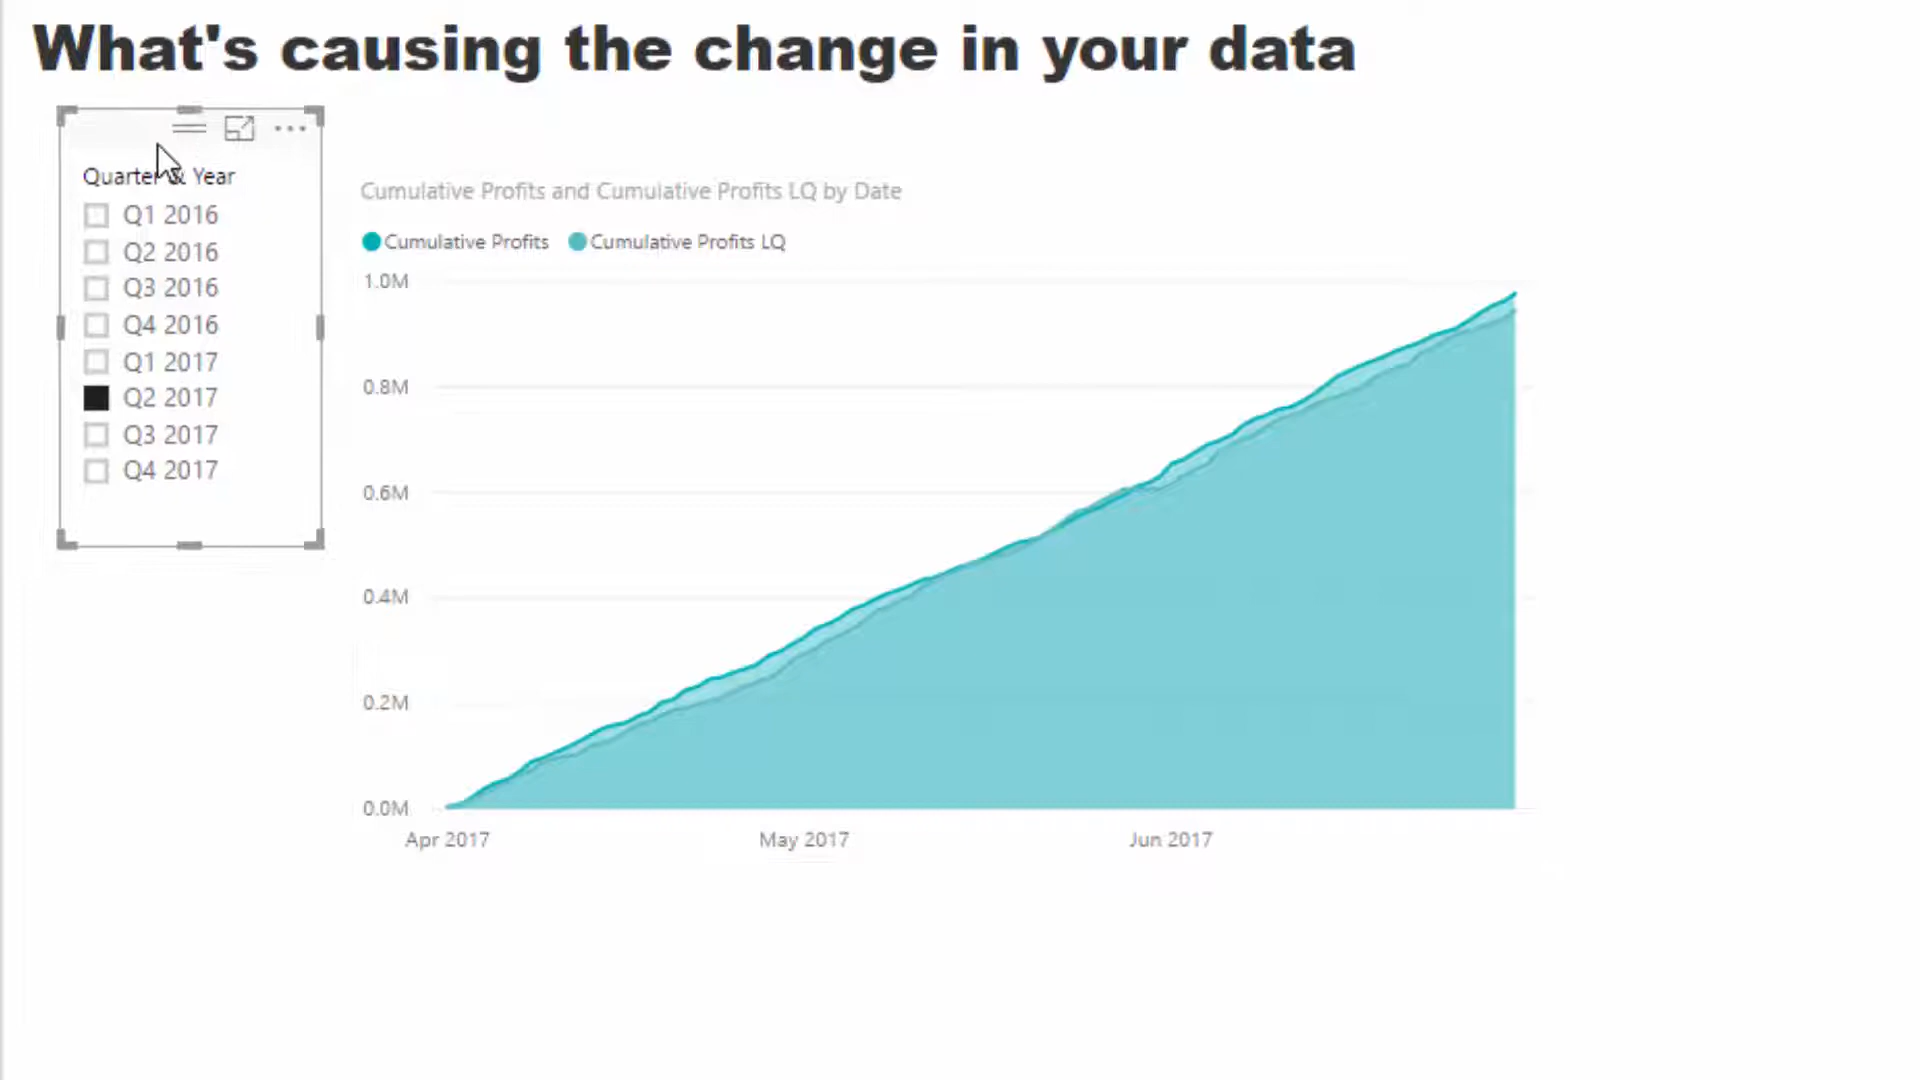 What's causing the change in your data
Quarter & Year
Q1 2016
Q2 2016
Q3 2016
Q4 2016
Q1 2017
Q2 2017
Q3 2017
Q4 2017
Cumulative Profits and Cumulative Profits LQ by Date
Cumulative Profits Cumulative Profits LQ
1.0M
0.8M
0.6M
0.4M
0.2M
0.0M
Apr 2017 May 2017 Jun 2017